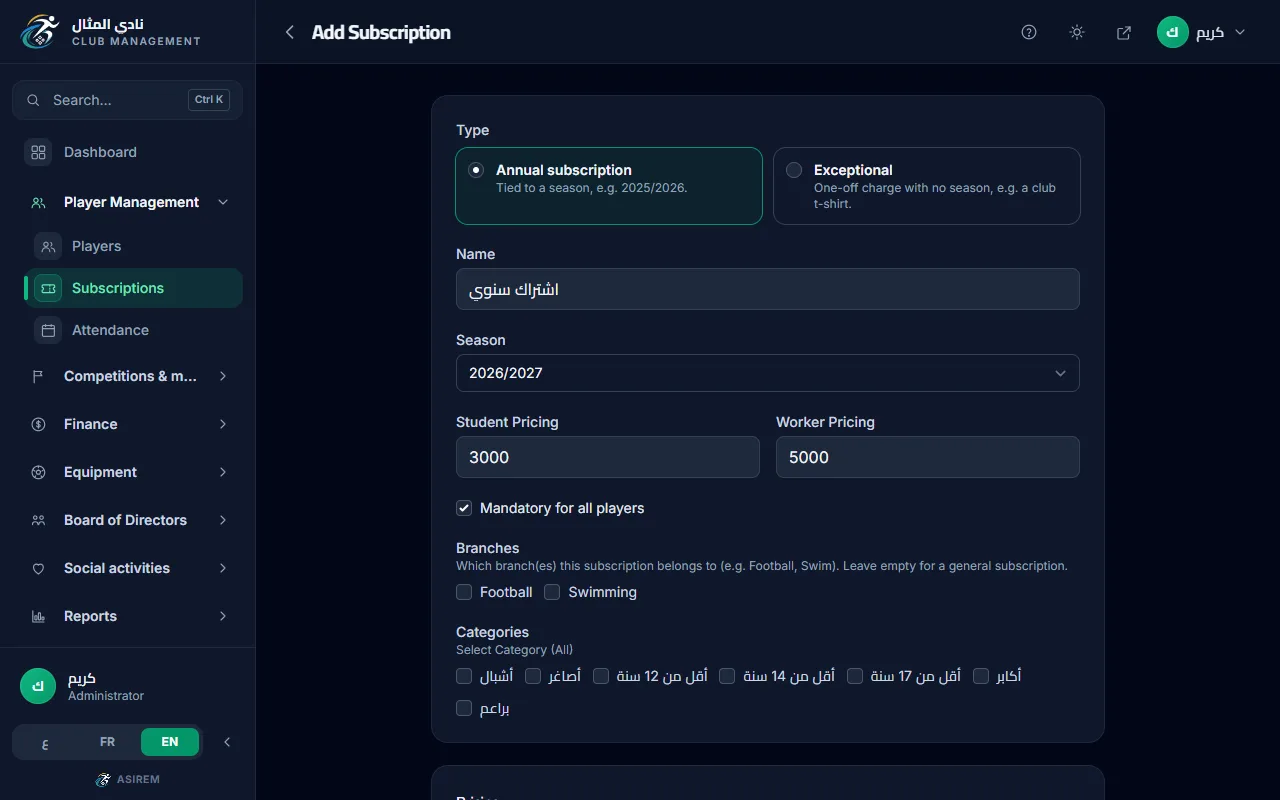 نادي المثال
CLUB MANAGEMENT
Search...
Ctrl K
Dashboard
Player Management
Players
Subscriptions
Attendance
Competitions & m...
Finance
Equipment
Board of Directors
Social activities
Reports
ك
كريم
Administrator
ع FR EN
ASIREM
Add Subscription
ك كريم
Type
Annual subscription
Tied to a season, e.g. 2025/2026.
Exceptional
One-off charge with no season, e.g. a club
t-shirt.
Name
اشتراك سنوي
Season
2026/2027
Student Pricing
3000
Worker Pricing
5000
Mandatory for all players
Branches
Which branch(es) this subscription belongs to (e.g. Football, Swim). Leave empty for a general subscription.
Football Swimming
Categories
Select Category (All)
أشبال أصاغر أقل من 12 سنة أقل من 14 سنة أقل من 17 سنة أكابر
براعم